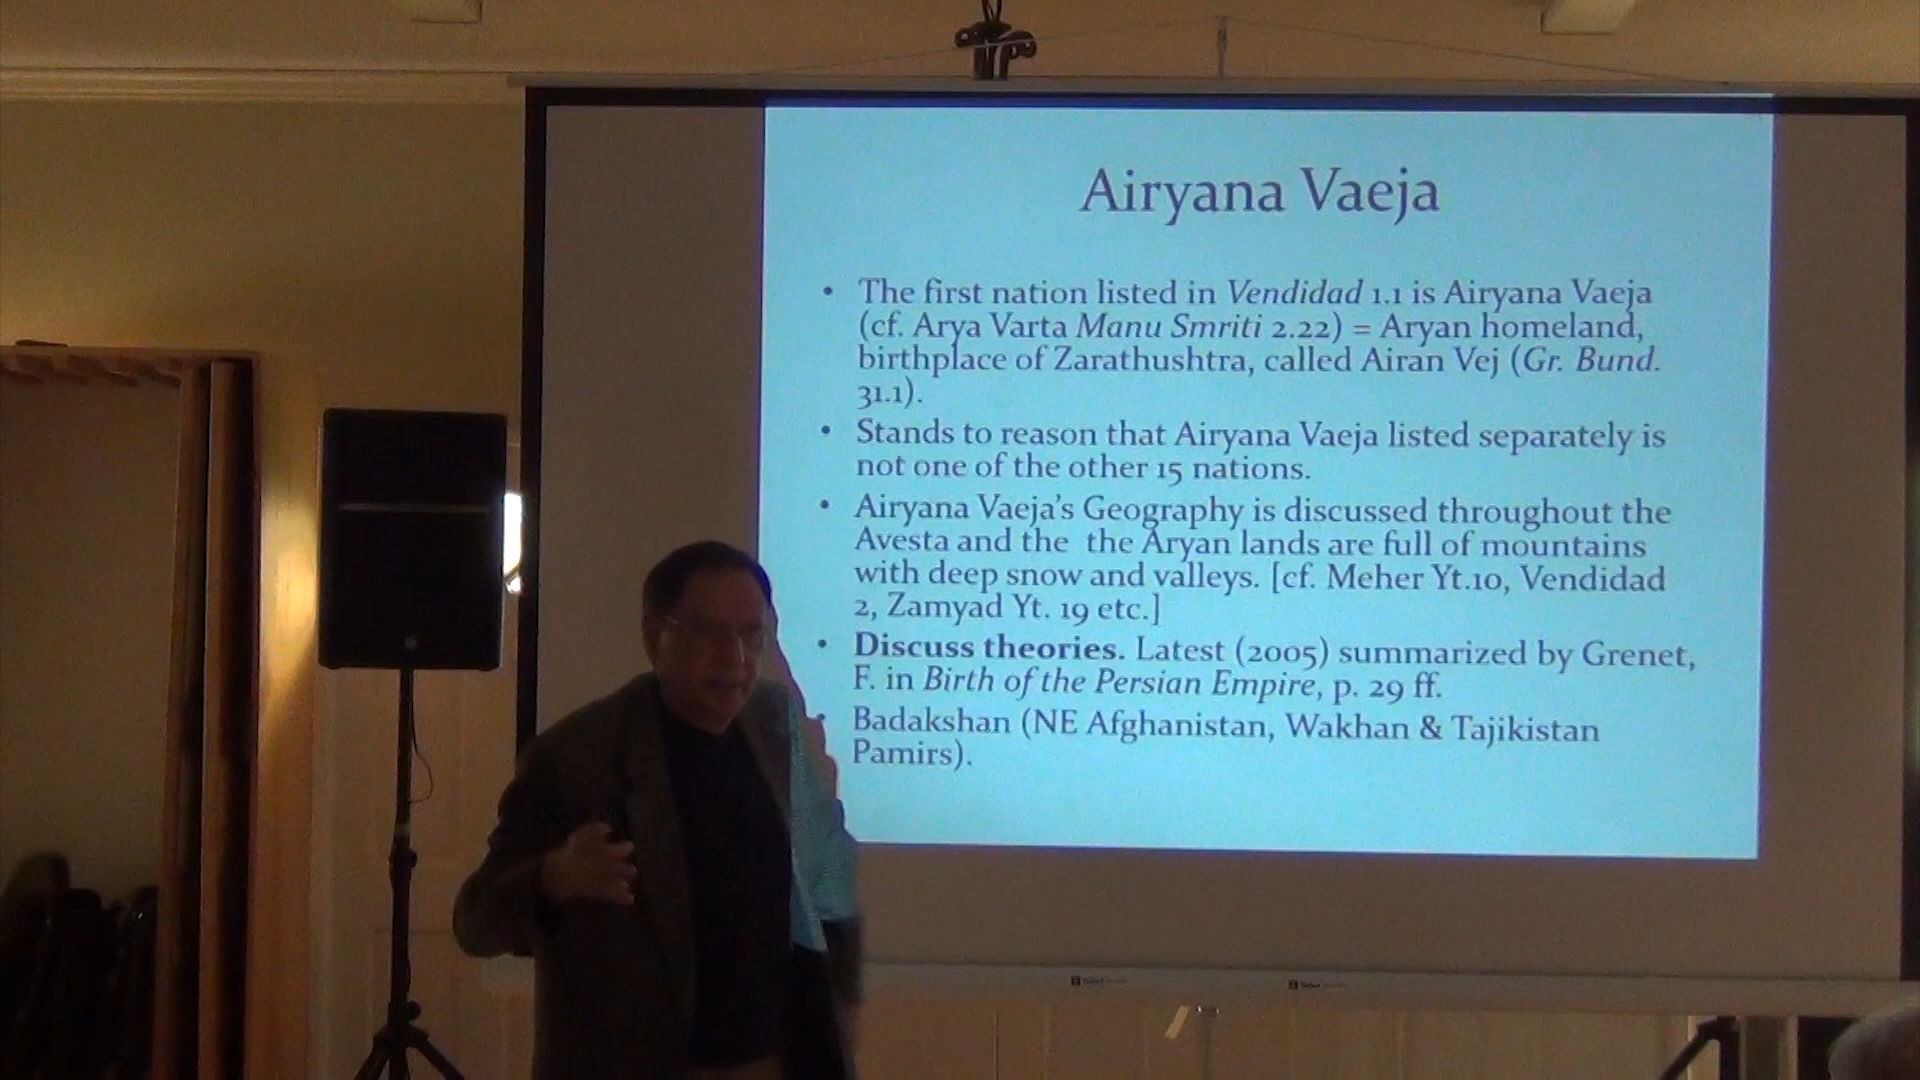 Airyana Vaeja
• The first nation listed in Vendidad 1.1 is Airyana Vaeja
(cf. Arya Varta Manu Smriti 2.22) = Aryan homeland,
birthplace of Zarathushtra, called Airan Vej (Gr. Bund.
31.1).
• Stands to reason that Airyana Vaeja listed separately is
not one of the other 15 nations.
• Airyana Vaeja's Geography is discussed throughout the
Avesta and the the Aryan lands are full of mountains
with deep snow and valleys. [cf. Meher Yt.10, Vendidad
2, Zamyad Yt. 19 etc.]
• Discuss theories. Latest (2005) summarized by Grenet,
F. in Birth of the Persian Empire, p. 29 ff.
• Badakshan (NE Afghanistan, Wakhan & Tajikistan
Pamirs).